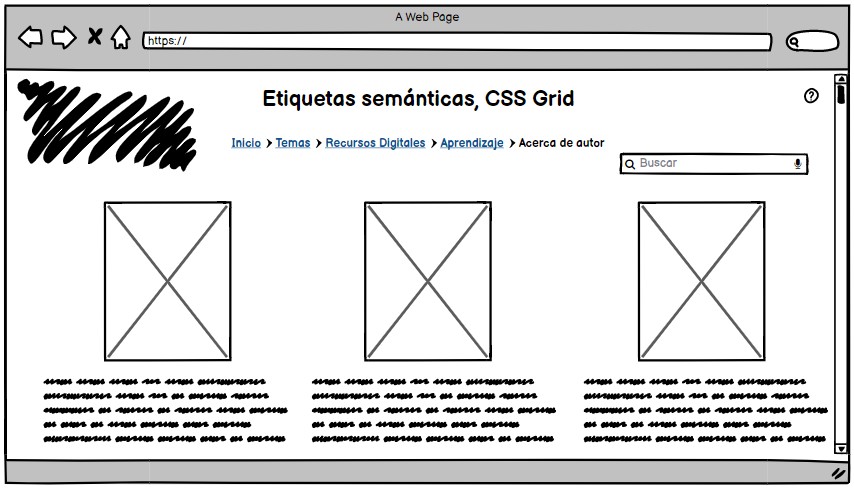 A Web Page
https://
Etiquetas semánticas, CSS Grid
?
Inicio > Temas > Recursos Digitales > Aprendizaje > Acerca de autor
Buscar